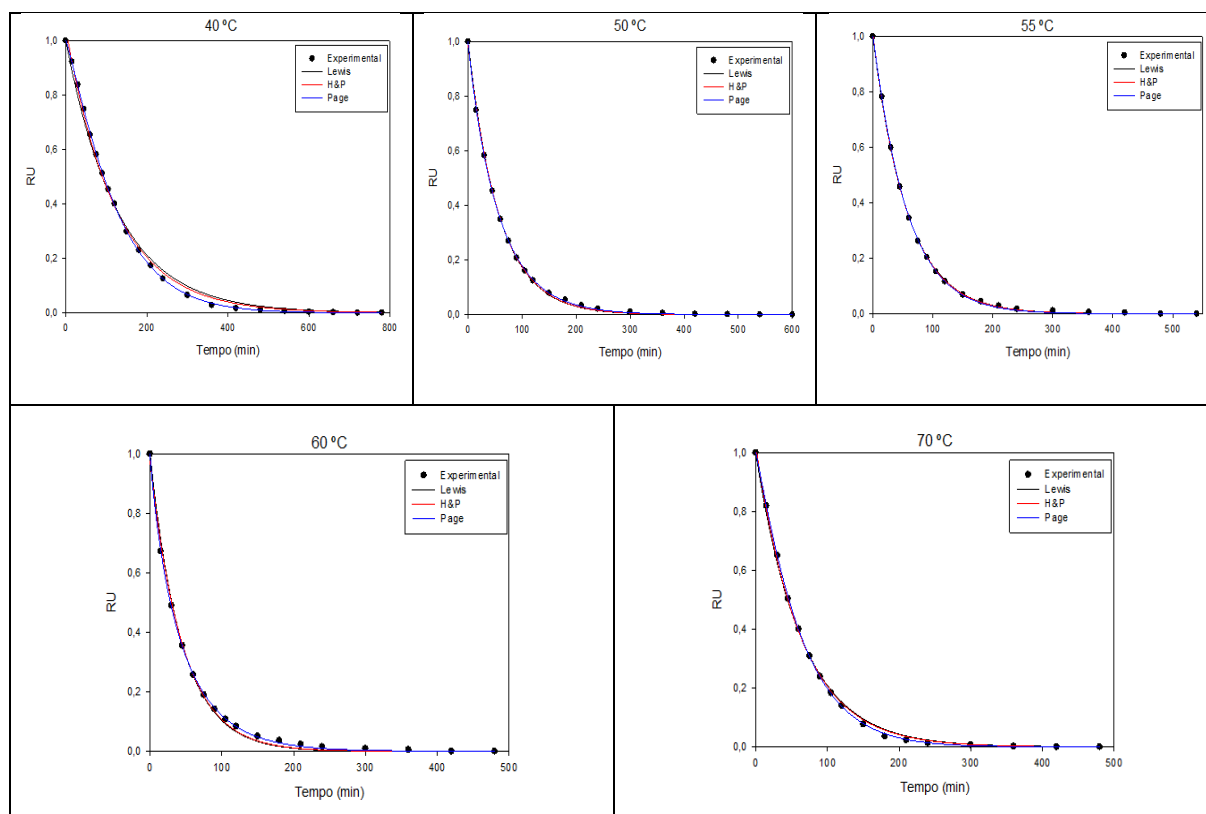 40 ºC
1,0
0,8
0,6
0,4
0,2
0,0
RU
0
200
400
600
800
Tempo (min)
Experimental
Lewis
H&P
Page
50 ºC
1,0
0,8
0,6
0,4
0,2
0,0
RU
0
100
200
300
400
500
600
Tempo (min)
Experimental
Lewis
H&P
Page
55 ºC
1,0
0,8
0,6
0,4
0,2
0,0
RU
0
100
200
300
400
500
Tempo (min)
Experimental
Lewis
H&P
Page
60 ºC
1,0
0,8
0,6
0,4
0,2
0,0
RU
0
100
200
300
400
500
Tempo (min)
Experimental
Lewis
H&P
Page
70 ºC
1,0
0,8
0,6
0,4
0,2
0,0
RU
0
100
200
300
400
500
Tempo (min)
Experimental
Lewis
H&P
Page